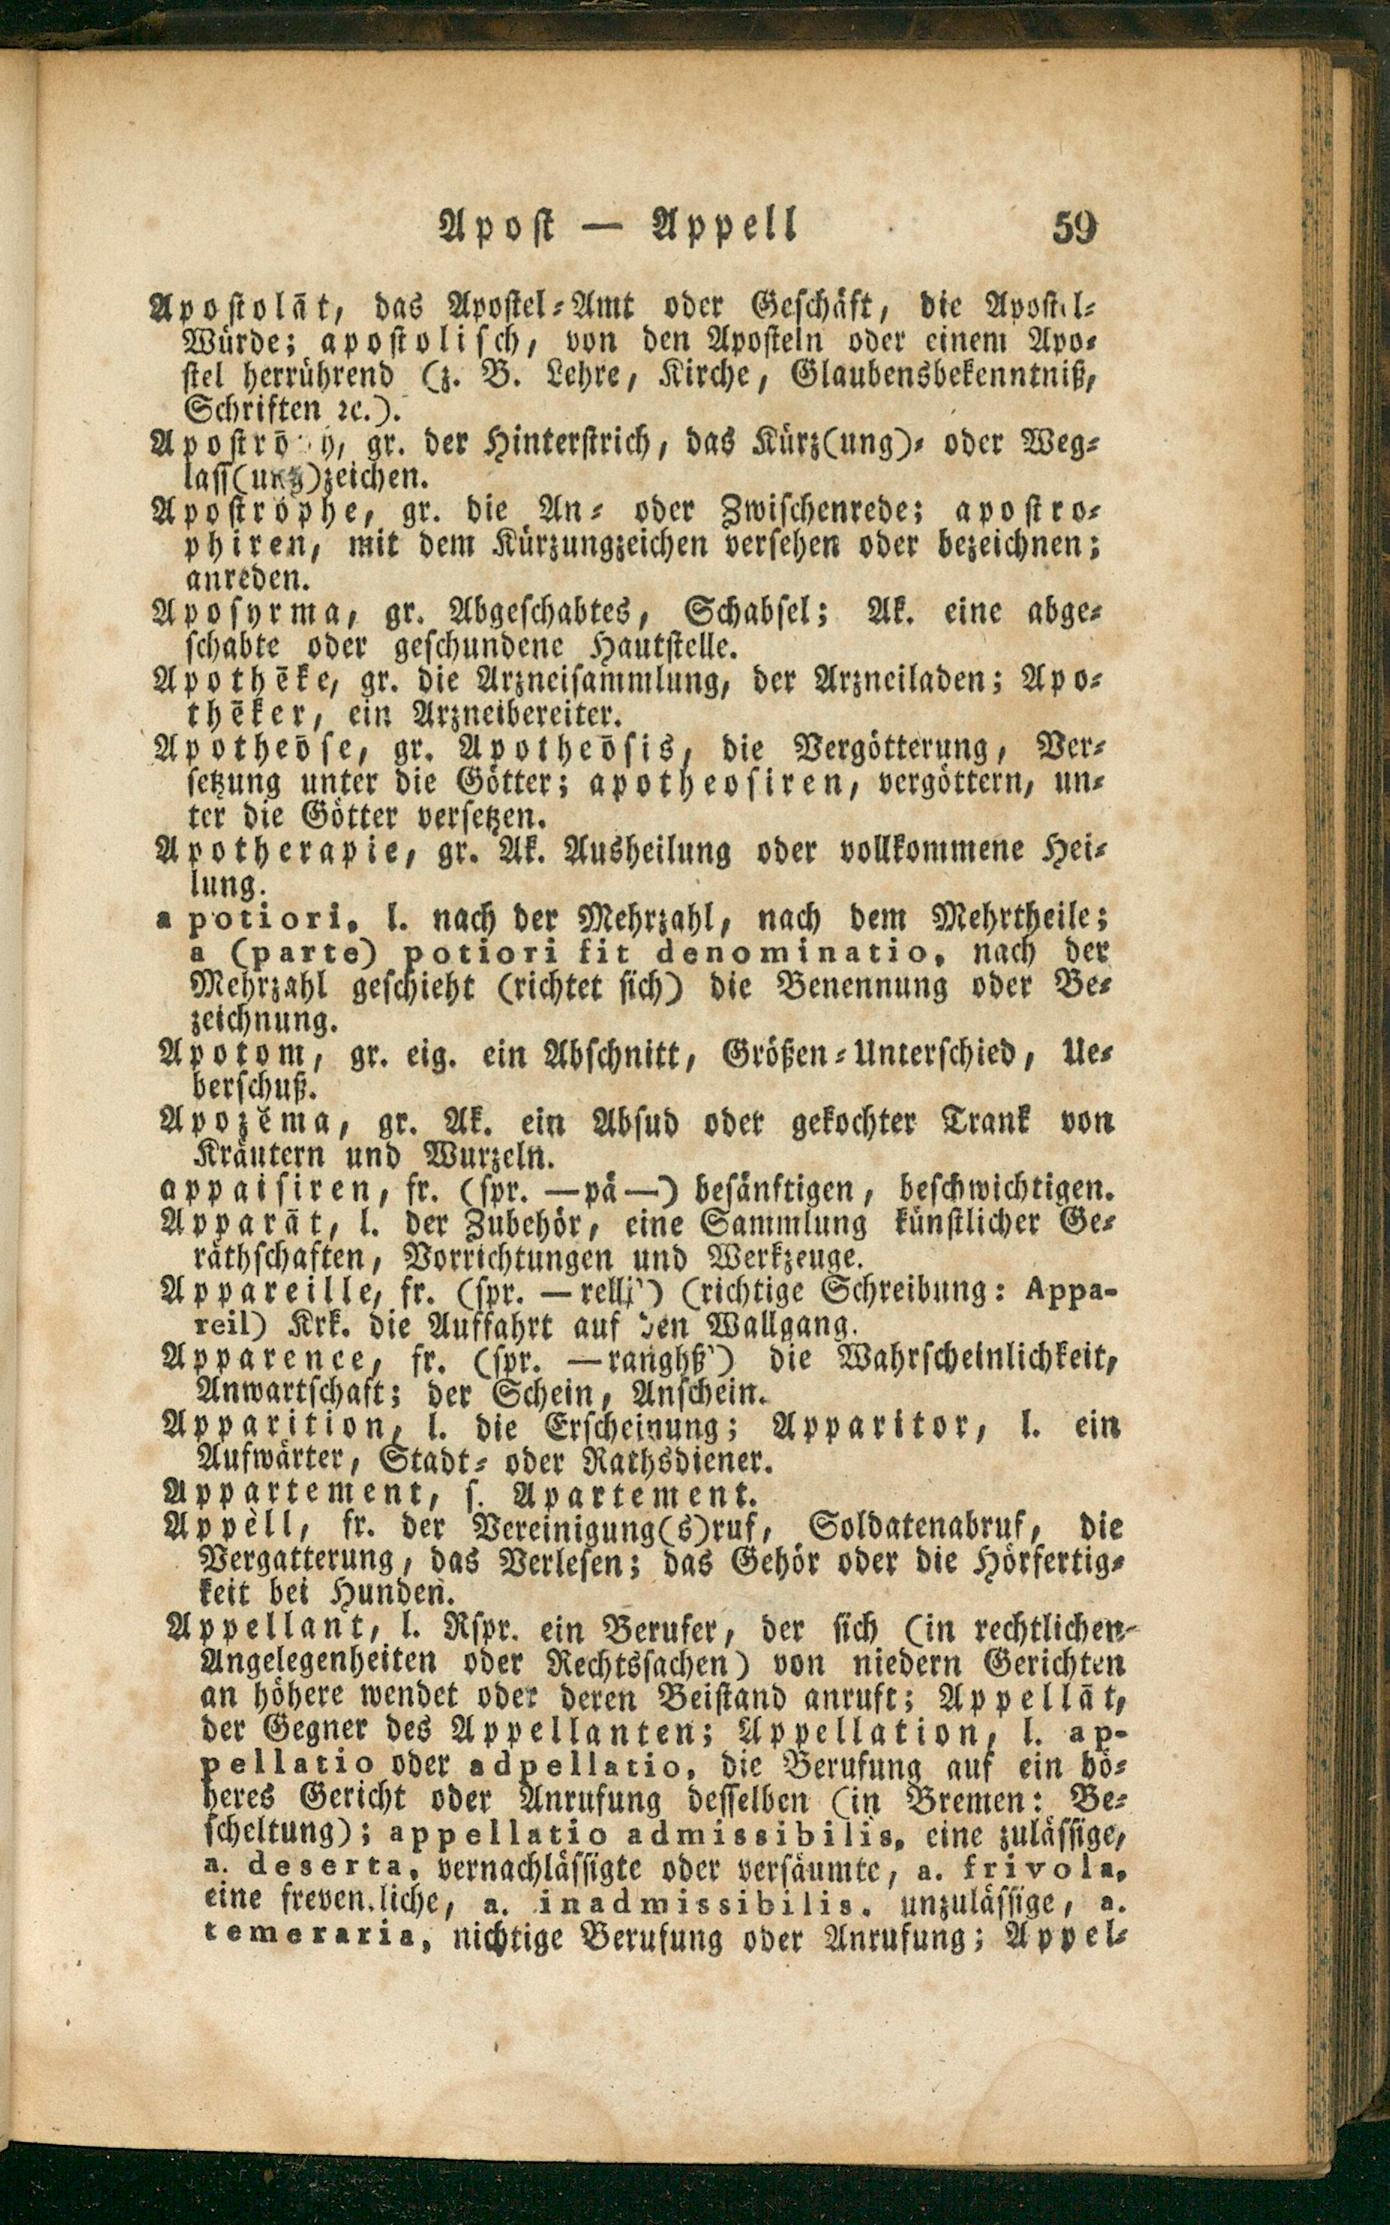 Apost — Appell 59
Apostolāt, das Apostel-Amt oder Geschäft, die Apostel-
Würde; apostolisch, von den Aposteln oder einem Apo-
stel herrührend (z. B. Lehre, Kirche, Glaubensbekenntniß,
Schriften ꝛc.).
gr. der Hinterstrich, das Kürz(ung)- oder Weg-
lass(ung)zeichen.
Apostrŏphe, gr. die An- oder Zwischenrede; apostro-
phiren, mit dem Kürzungzeichen versehen oder bezeichnen;
anreden.
Aposyrma, gr. Abgeschabtes, Schabsel; Ak. eine abge-
schabte oder geschundene Hautstelle.
Apothēke, gr. die Arzneisammlung, der Arzneiladen; Apo-
thēker, ein Arzneibereiter.
Apotheōse, gr. Apotheōsis, die Vergötterung, Ver-
setzung unter die Götter; apotheosiren, vergöttern, un-
ter die Götter versetzen.
Apotherapie, gr. Ak. Ausheilung oder vollkommene Hei-
lung.
a potiori, l. nach der Mehrzahl, nach dem Mehrtheile;
a (parte) potiori fit denominatio, nach der
Mehrzahl geschieht (richtet sich) die Benennung oder Be-
zeichnung.
Apotom, gr. eig. ein Abschnitt, Größen-Unterschied, Ue-
berschuß.
Apozĕma, gr. Ak. ein Absud oder gekochter Trank von
Kräutern und Wurzeln.
appaisiren, fr. (spr. —pä—) besänftigen, beschwichtigen.
Apparāt, l. der Zubehör, eine Sammlung künstlicher Ge-
räthschaften, Vorrichtungen und Werkzeuge.
Appareille, fr. (spr. —rellj') (richtige Schreibung: Appa-
reil) Krk. die Auffahrt auf den Wallgang.
Apparence, fr. (spr. —ranghß') die Wahrscheinlichkeit,
Anwartschaft; der Schein, Anschein.
Apparition, l. die Erscheinung; Apparitor, l. ein
Aufwärter, Stadt- oder Rathsdiener.
Appartement, s. Apartement.
Appèll, fr. der Vereinigung(s)ruf, Soldatenabruf, die
Vergatterung, das Verlesen; das Gehör oder die Hörfertig-
keit bei Hunden.
Appellant, l. Rspr. ein Berufer, der sich (in rechtlichen
Angelegenheiten oder Rechtssachen) von niedern Gerichten
an höhere wendet oder deren Beistand anruft; Appellāt,
der Gegner des Appellanten; Appellation, l. ap-
pellatio oder adpellatio, die Berufung auf ein hö-
heres Gericht oder Anrufung desselben (in Bremen: Be-
scheltung); appellatio admissibilis, eine zulässige,
a. deserta, vernachlässigte oder versäumte, a. frivola,
eine freventliche, a. inadmissibilis, unzulässige, a.
temeraria, nichtige Berufung oder Anrufung; Appel-